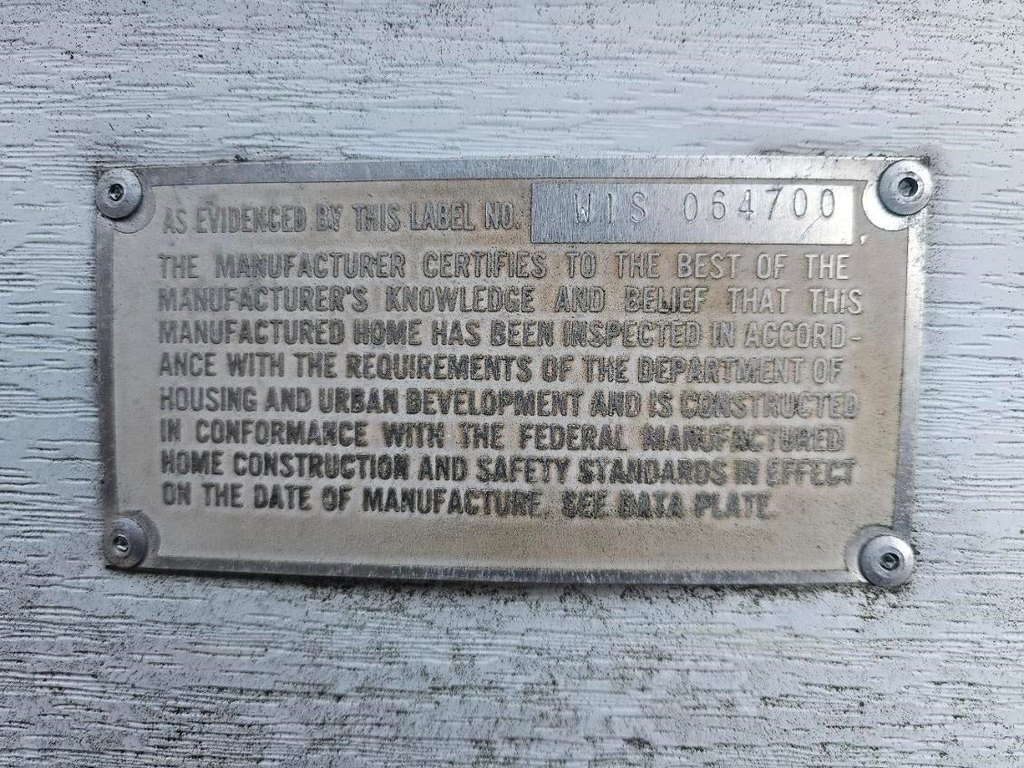 AS EVIDENCED BY THIS LABEL NO. WIS 064700
THE MANUFACTURER CERTIFIES TO THE BEST OF THE
MANUFACTURER'S KNOWLEDGE AND BELIEF THAT THIS
MANUFACTURED HOME HAS BEEN INSPECTED IN ACCORD-
ANCE WITH THE REQUIREMENTS OF THE DEPARTMENT OF
HOUSING AND URBAN DEVELOPMENT AND IS CONSTRUCTED
IN CONFORMANCE WITH THE FEDERAL MANUFACTURED
HOME CONSTRUCTION AND SAFETY STANDARDS IN EFFECT
ON THE DATE OF MANUFACTURE. SEE DATA PLATE.